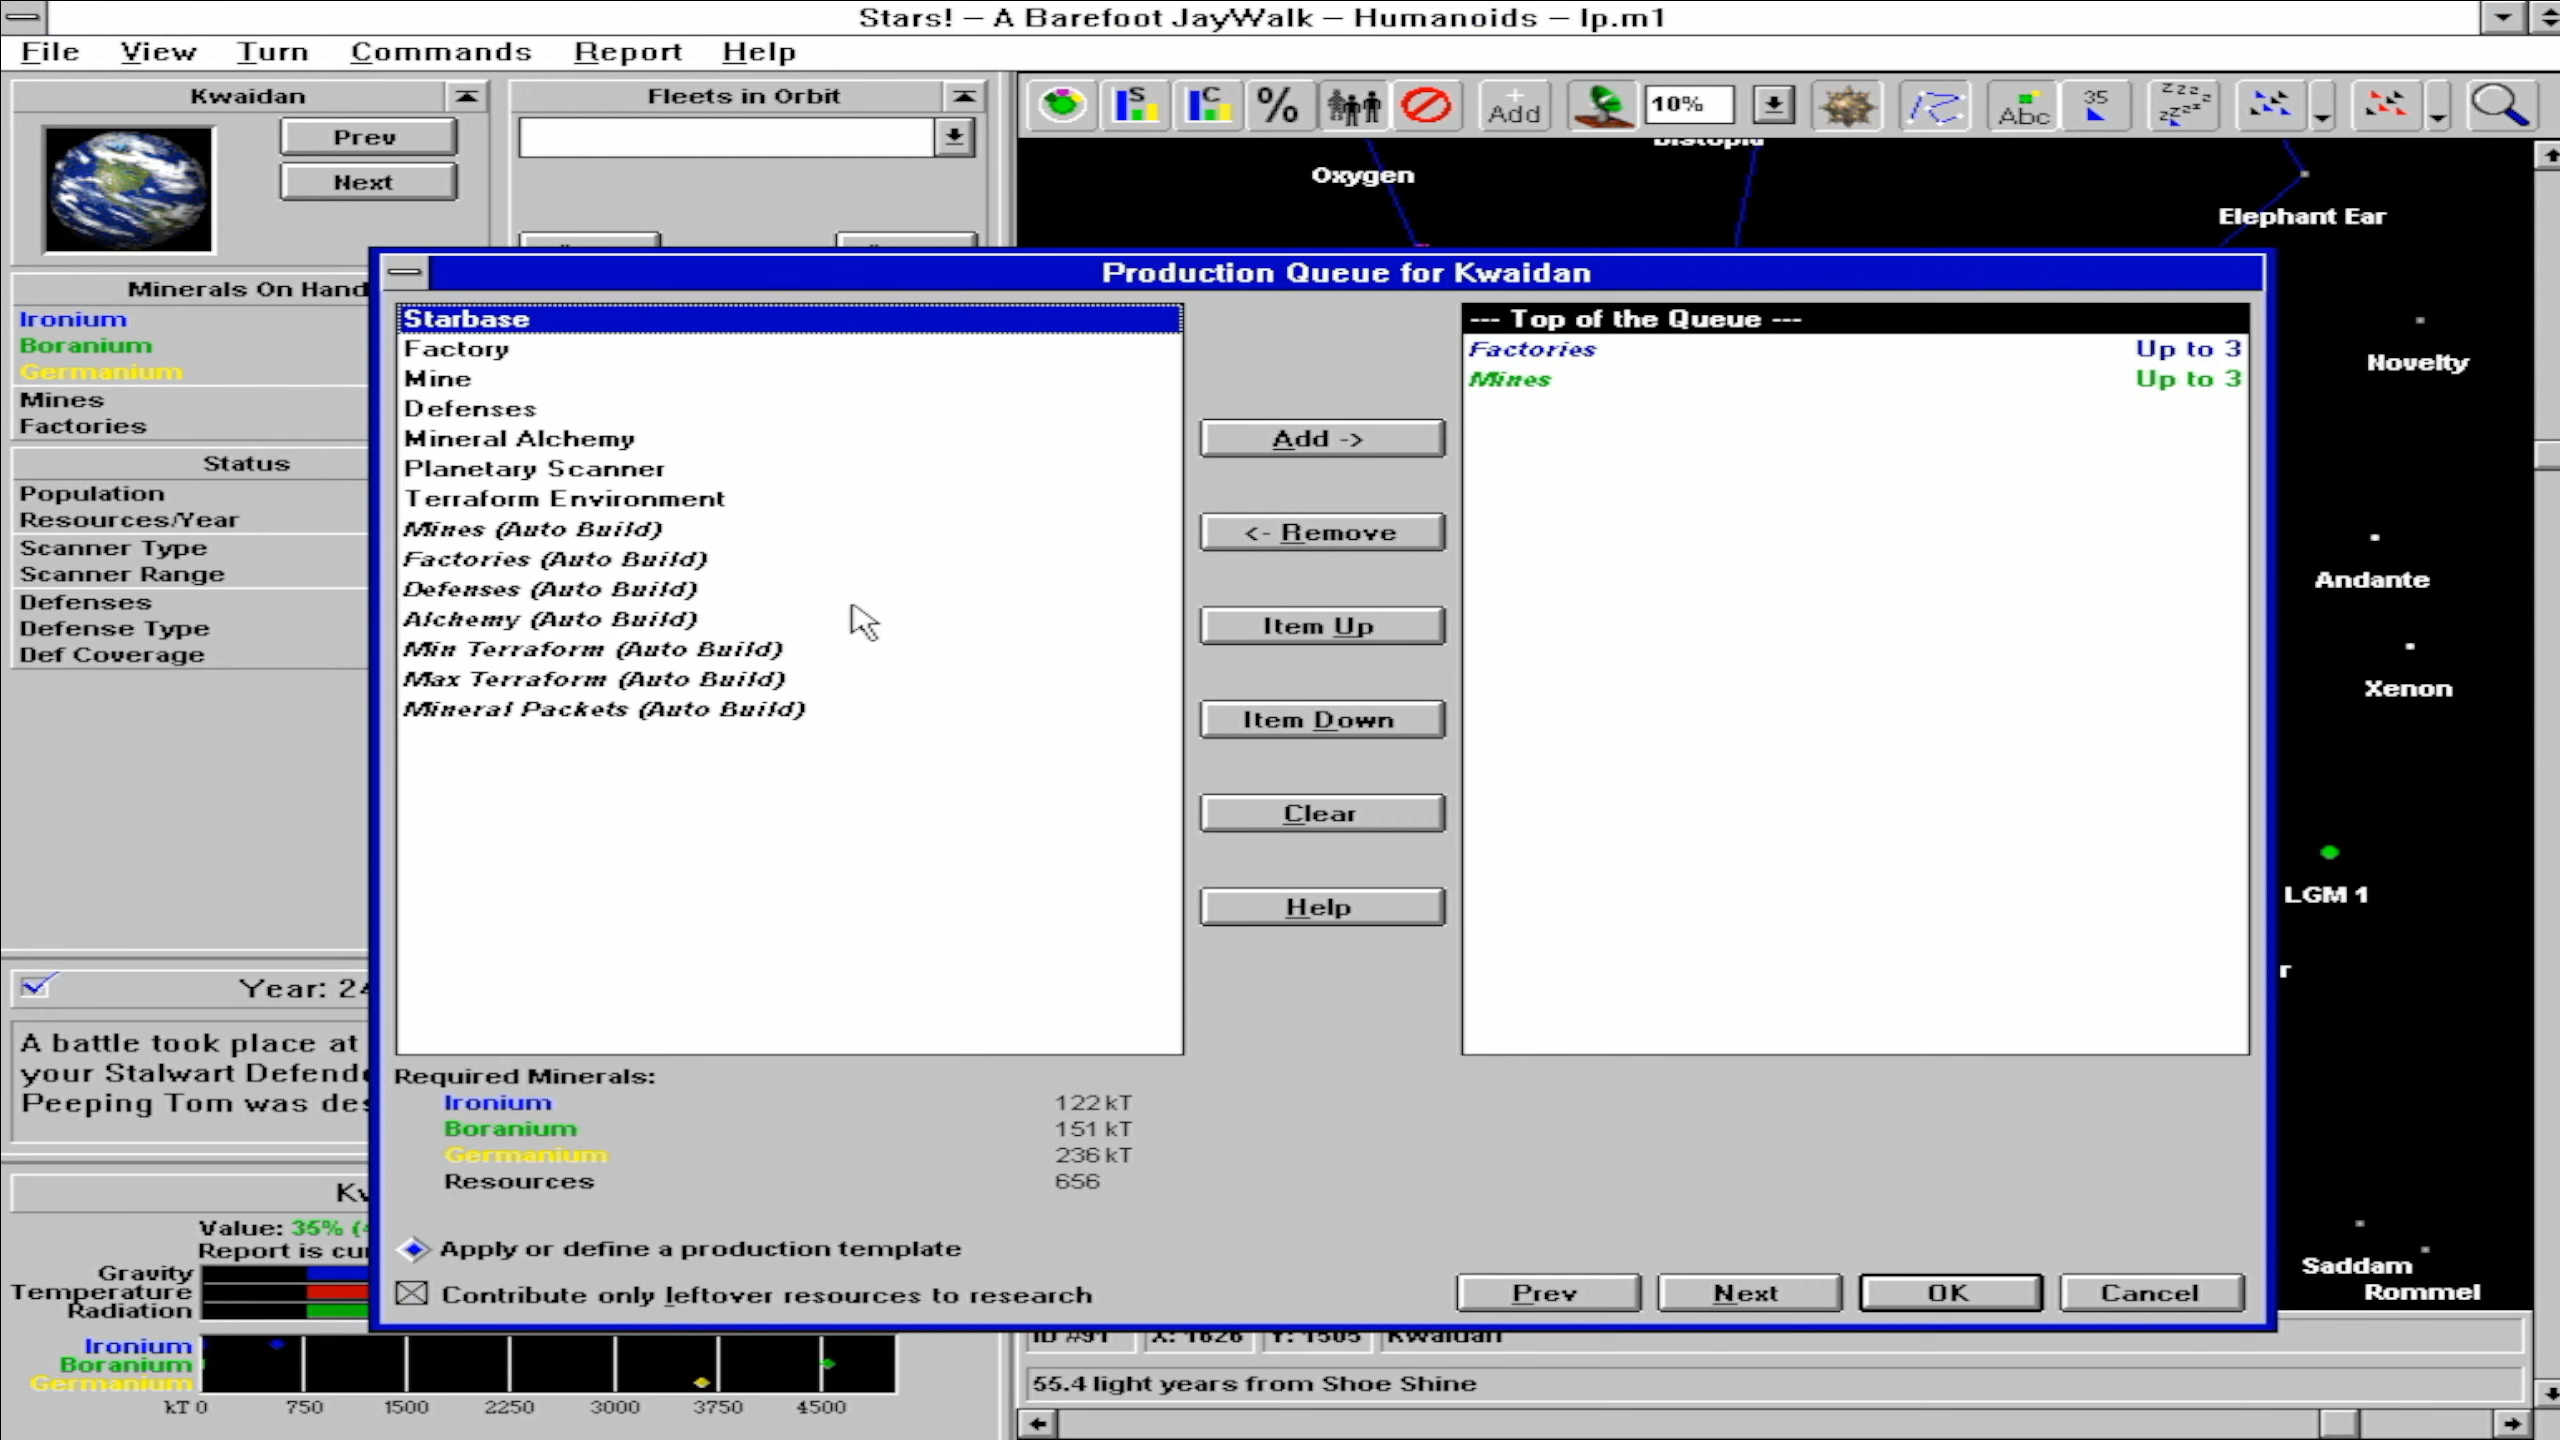 Stars! – A Barefoot JayWalk – Humanoids – lp.m1
File View Turn Commands Report Help
Kwaidan
Prev
Next
Fleets in Orbit
S
C
%
Add
10%
Abc
35
Oxygen
Elephant Ear
Novelty
Andante
Xenon
LGM 1
Saddam
Rommel
Minerals On Hand
Ironium
Boranium
Germanium
Mines
Factories
Status
Population
Resources/Year
Scanner Type
Scanner Range
Defenses
Defense Type
Def Coverage
Production Queue for Kwaidan
Starbase
Factory
Mine
Defenses
Mineral Alchemy
Planetary Scanner
Terraform Environment
Mines (Auto Build)
Factories (Auto Build)
Defenses (Auto Build)
Alchemy (Auto Build)
Min Terraform (Auto Build)
Max Terraform (Auto Build)
Mineral Packets (Auto Build)
Add ->
<- Remove
Item Up
Item Down
Clear
Help
--- Top of the Queue ---
Factories Up to 3
Mines Up to 3
Required Minerals:
Ironium 122kT
Boranium 151kT
Germanium 236kT
Resources 656
Apply or define a production template
Contribute only leftover resources to research
Prev
Next
OK
Cancel
Year: 24
A battle took place at
your Stalwart Defend
Peeping Tom was des
Value: 35%
Report is cu
Gravity
Temperature
Radiation
Ironium
Boranium
Germanium
kT 0 750 1500 2250 3000 3750 4500
ID #91 X: 1626 Y: 1505 Kwaidan
55.4 light years from Shoe Shine